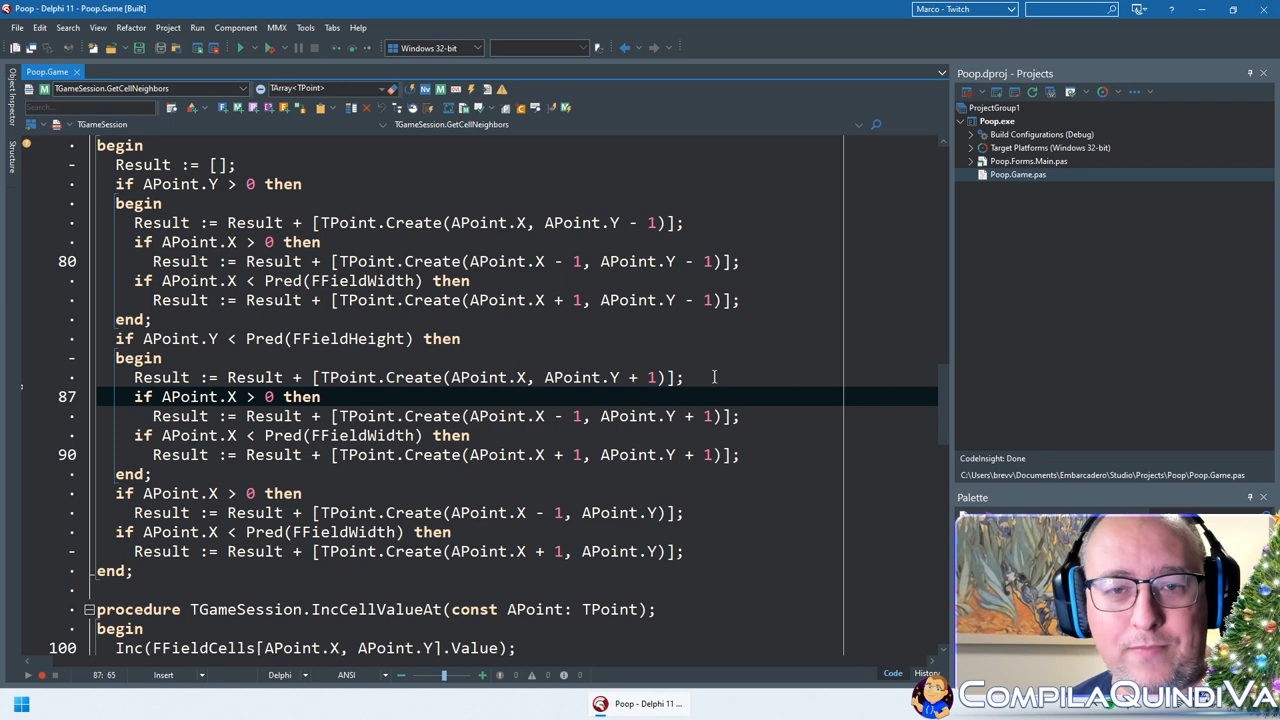 Poop - Delphi 11 - Poop.Game [Built]
Marco - Twitch
File Edit Search View Refactor Project Run Component MMX Tools Tabs Help
Windows 32-bit
Poop.Game
TGameSession.GetCellNeighbors
TArray<TPoint>
Search...
TGameSession
TGameSession.GetCellNeighbors
Object Inspector
Structure
begin
Result := [];
if APoint.Y > 0 then
begin
Result := Result + [TPoint.Create(APoint.X, APoint.Y - 1)];
if APoint.X > 0 then
80 Result := Result + [TPoint.Create(APoint.X - 1, APoint.Y - 1)];
if APoint.X < Pred(FFieldWidth) then
Result := Result + [TPoint.Create(APoint.X + 1, APoint.Y - 1)];
end;
if APoint.Y < Pred(FFieldHeight) then
begin
Result := Result + [TPoint.Create(APoint.X, APoint.Y + 1)];
87 if APoint.X > 0 then
Result := Result + [TPoint.Create(APoint.X - 1, APoint.Y + 1)];
if APoint.X < Pred(FFieldWidth) then
90 Result := Result + [TPoint.Create(APoint.X + 1, APoint.Y + 1)];
end;
if APoint.X > 0 then
Result := Result + [TPoint.Create(APoint.X - 1, APoint.Y)];
if APoint.X < Pred(FFieldWidth) then
Result := Result + [TPoint.Create(APoint.X + 1, APoint.Y)];
end;
procedure TGameSession.IncCellValueAt(const APoint: TPoint);
begin
100 Inc(FFieldCells[APoint.X, APoint.Y].Value);
87: 65
Insert
Delphi
ANSI
0
0
0
Code
History
Poop.dproj - Projects
ProjectGroup1
Poop.exe
Build Configurations (Debug)
Target Platforms (Windows 32-bit)
Poop.Forms.Main.pas
Poop.Game.pas
CodeInsight: Done
C:\Users\brevv\Documents\Embarcadero\Studio\Projects\Poop\Poop.Game.pas
Palette
Poop - Delphi 11 ...
COMPILAQUINDIVA